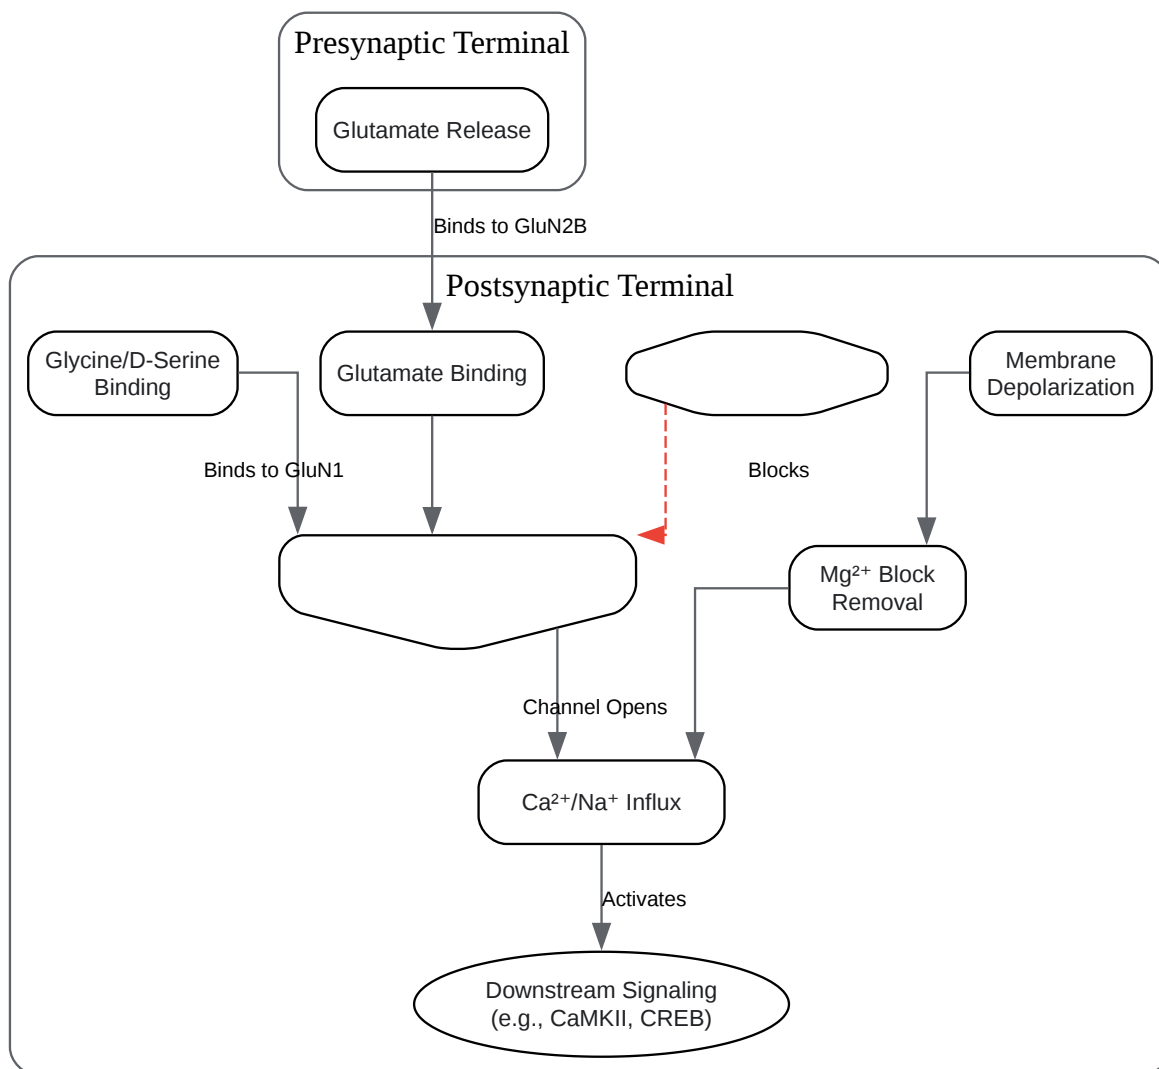 Presynaptic Terminal
Glutamate Release
Binds to GluN2B
Postsynaptic Terminal
Glycine/D-Serine
Binding
Glutamate Binding
Membrane
Depolarization
Binds to GluN1
Blocks
Mg²⁺ Block
Removal
Channel Opens
Ca²⁺/Na⁺ Influx
Activates
Downstream Signaling
(e.g., CaMKII, CREB)